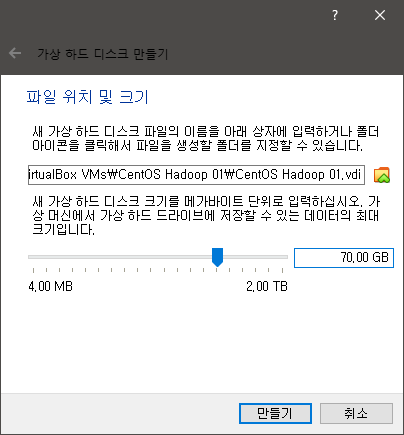 ?
가상 하드 디스크 만들기
파일 위치 및 크기
새 가상 하드 디스크 파일의 이름을 아래 상자에 입력하거나 폴더
아이콘을 클릭해서 파일을 생성할 폴더를 지정할 수 있습니다.
irtualBox VMs₩CentOS Hadoop 01₩CentOS Hadoop 01.vdi
새 가상 하드 디스크 크기를 메가바이트 단위로 입력하십시오. 가
상 머신에서 가상 하드 드라이브에 저장할 수 있는 데이터의 최대
크기입니다.
70,00 GB
4,00 MB 2,00 TB
만들기 취소